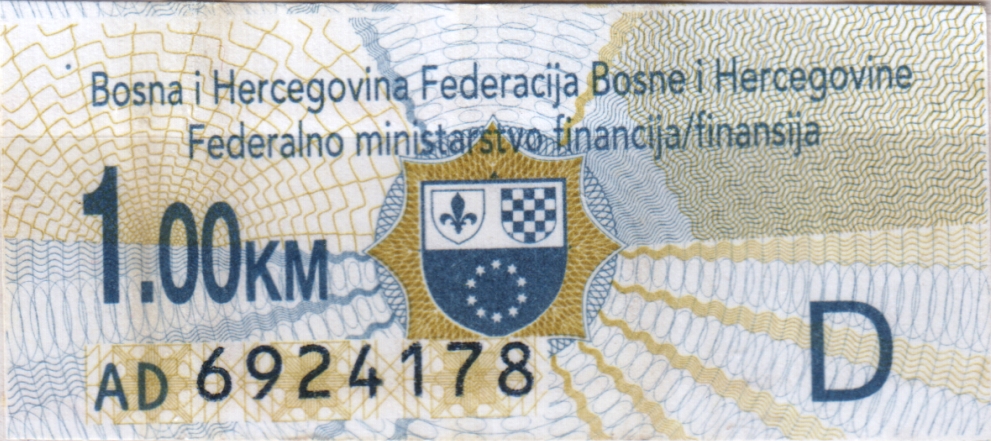 Bosna i Hercegovina Federacija Bosne i Hercegovine
Federalno ministarstvo financija/finansija
1.00KM
D
AD 6924178